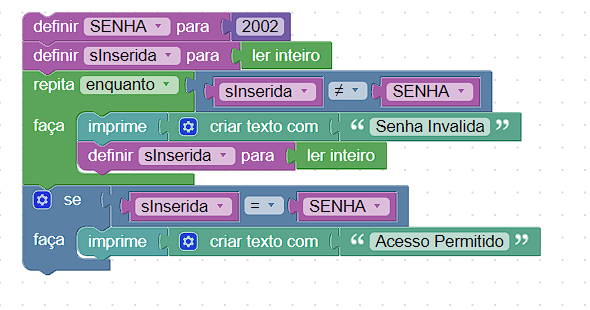 definir SENHA para 2002
definir sInserida para ler inteiro
repita enquanto sInserida ≠ SENHA
faça imprime criar texto com “ Senha Invalida ”
definir sInserida para ler inteiro
se sInserida = SENHA
faça imprime criar texto com “ Acesso Permitido ”